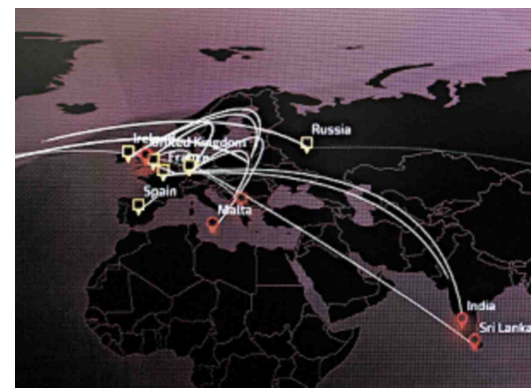 Russia
Ireland
United Kingdom
France
Spain
Malta
India
Sri Lanka